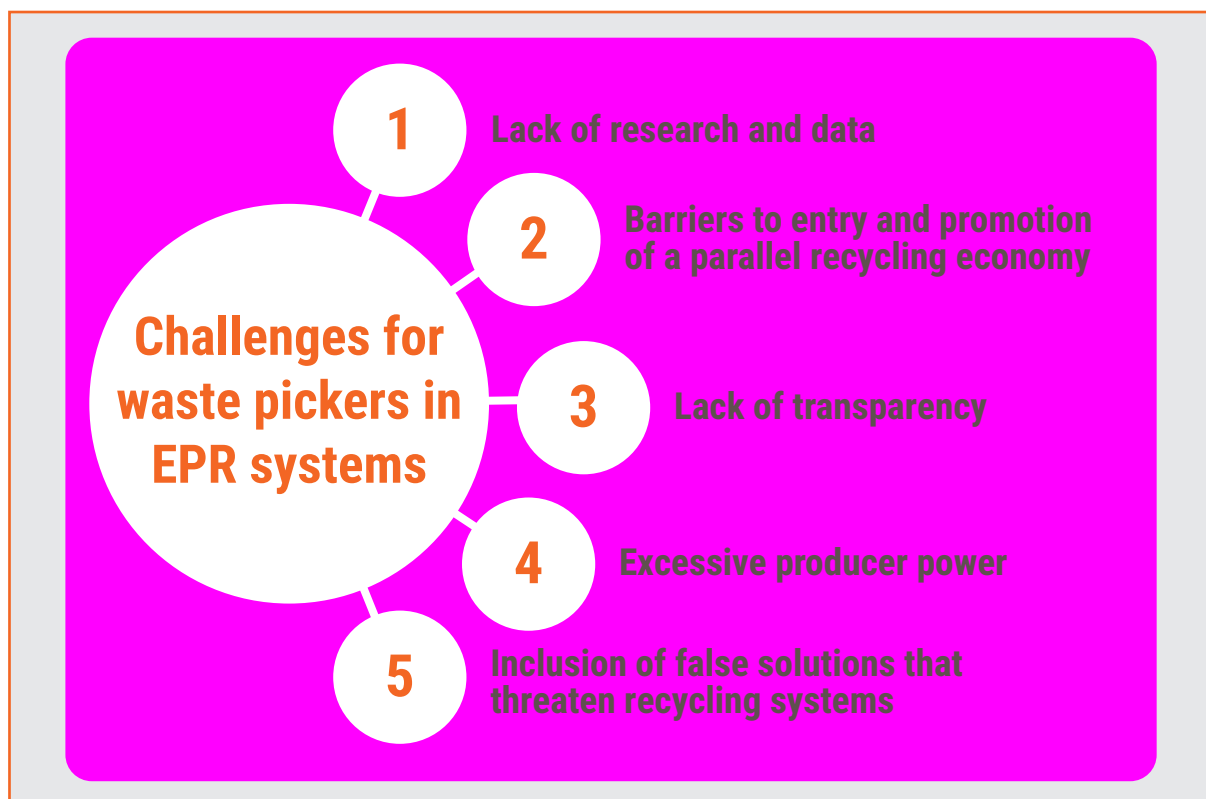 Challenges for
waste pickers in
EPR systems
1
Lack of research and data
2
Barriers to entry and promotion
of a parallel recycling economy
3
Lack of transparency
4
Excessive producer power
5
Inclusion of false solutions that
threaten recycling systems